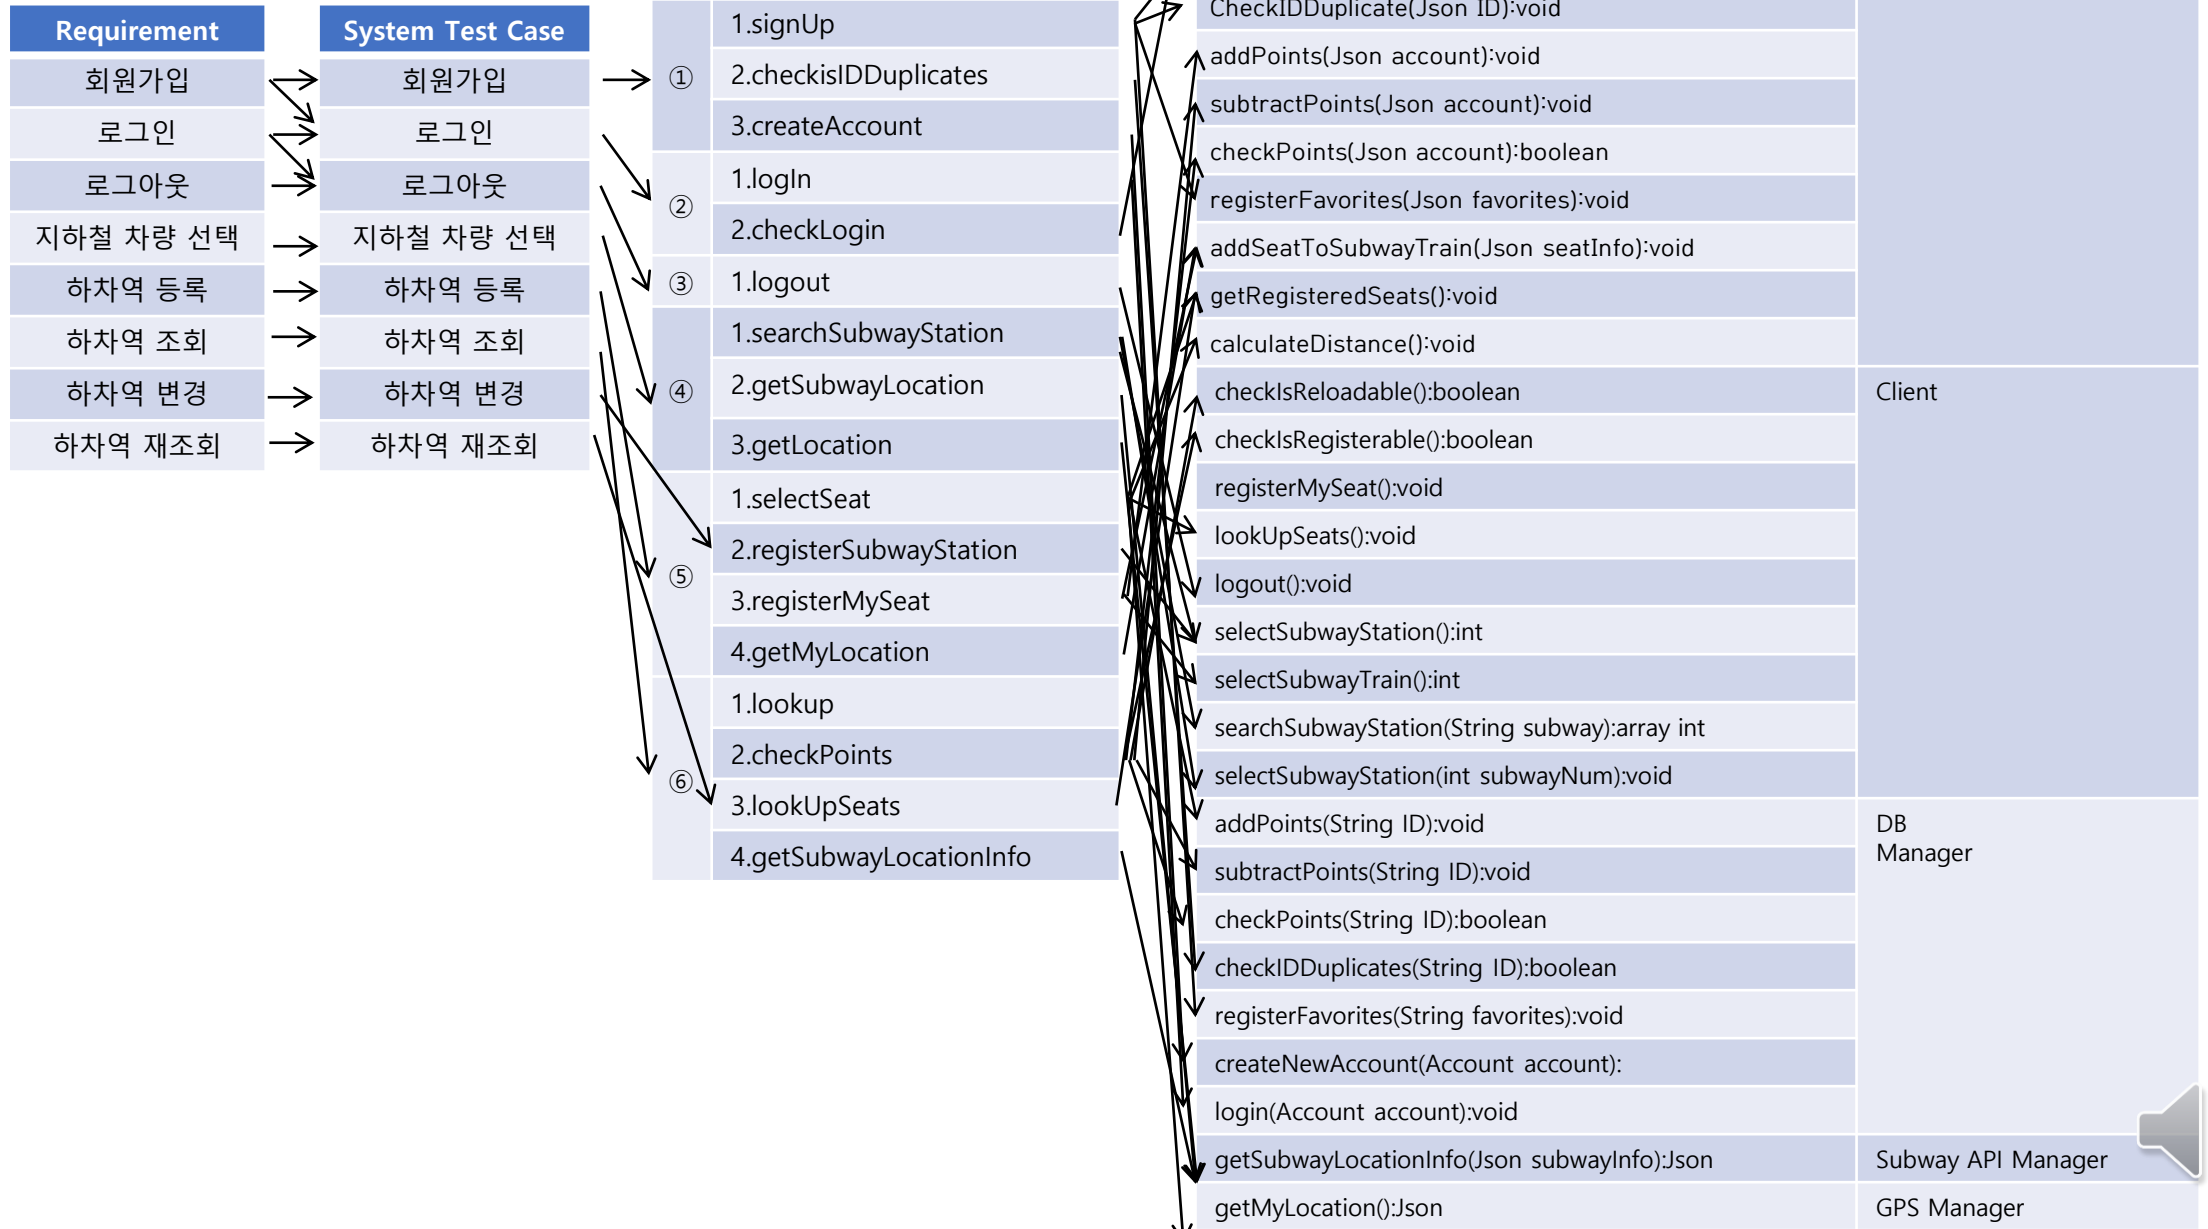 Requirement
회원가입
로그인
로그아웃
지하철 차량 선택
하차역 등록
하차역 조회
하차역 변경
하차역 재조회
System Test Case
회원가입
로그인
로그아웃
지하철 차량 선택
하차역 등록
하차역 조회
하차역 변경
하차역 재조회
①
1.signUp
2.checkisIDDuplicates
3.createAccount
②
1.logIn
2.checkLogin
③
1.logout
④
1.searchSubwayStation
2.getSubwayLocation
3.getLocation
⑤
1.selectSeat
2.registerSubwayStation
3.registerMySeat
4.getMyLocation
⑥
1.lookup
2.checkPoints
3.lookUpSeats
4.getSubwayLocationInfo
CheckIDDuplicate(Json ID):void
addPoints(Json account):void
subtractPoints(Json account):void
checkPoints(Json account):boolean
registerFavorites(Json favorites):void
addSeatToSubwayTrain(Json seatInfo):void
getRegisteredSeats():void
calculateDistance():void
checkIsReloadable():boolean
Client
checkIsRegisterable():boolean
registerMySeat():void
lookUpSeats():void
logout():void
selectSubwayStation():int
selectSubwayTrain():int
searchSubwayStation(String subway):array int
selectSubwayStation(int subwayNum):void
addPoints(String ID):void
DB
Manager
subtractPoints(String ID):void
checkPoints(String ID):boolean
checkIDDuplicates(String ID):boolean
registerFavorites(String favorites):void
createNewAccount(Account account):
login(Account account):void
getSubwayLocationInfo(Json subwayInfo):Json
Subway API Manager
getMyLocation():Json
GPS Manager